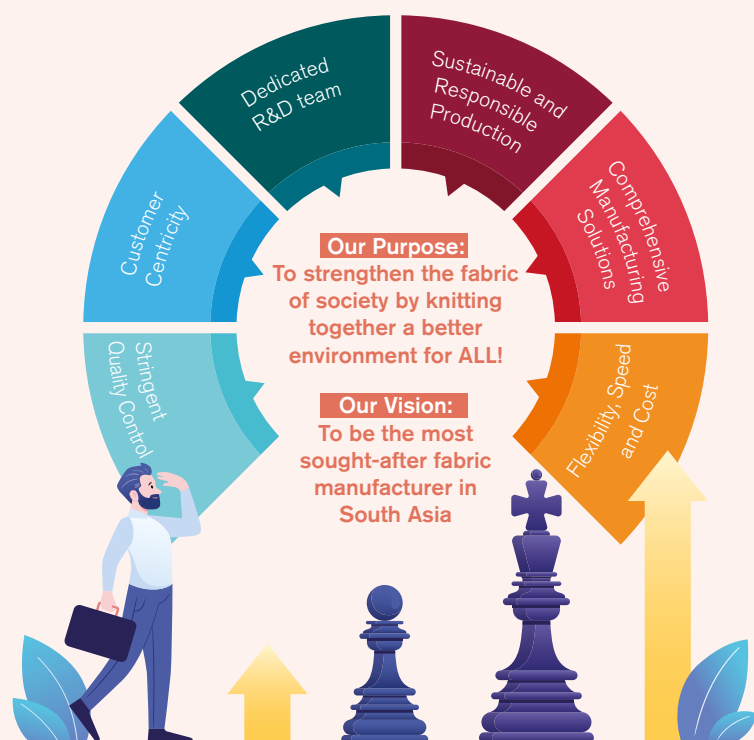 Dedicated
R&D team
Sustainable and
Responsible
Production
Customer
Centricity
Comprehensive
Manufacturing
Solutions
Stringent
Quality Control
Flexibility, Speed
and Cost
Our Purpose:
To strengthen the fabric
of society by knitting
together a better
environment for ALL!
Our Vision:
To be the most
sought-after fabric
manufacturer in
South Asia